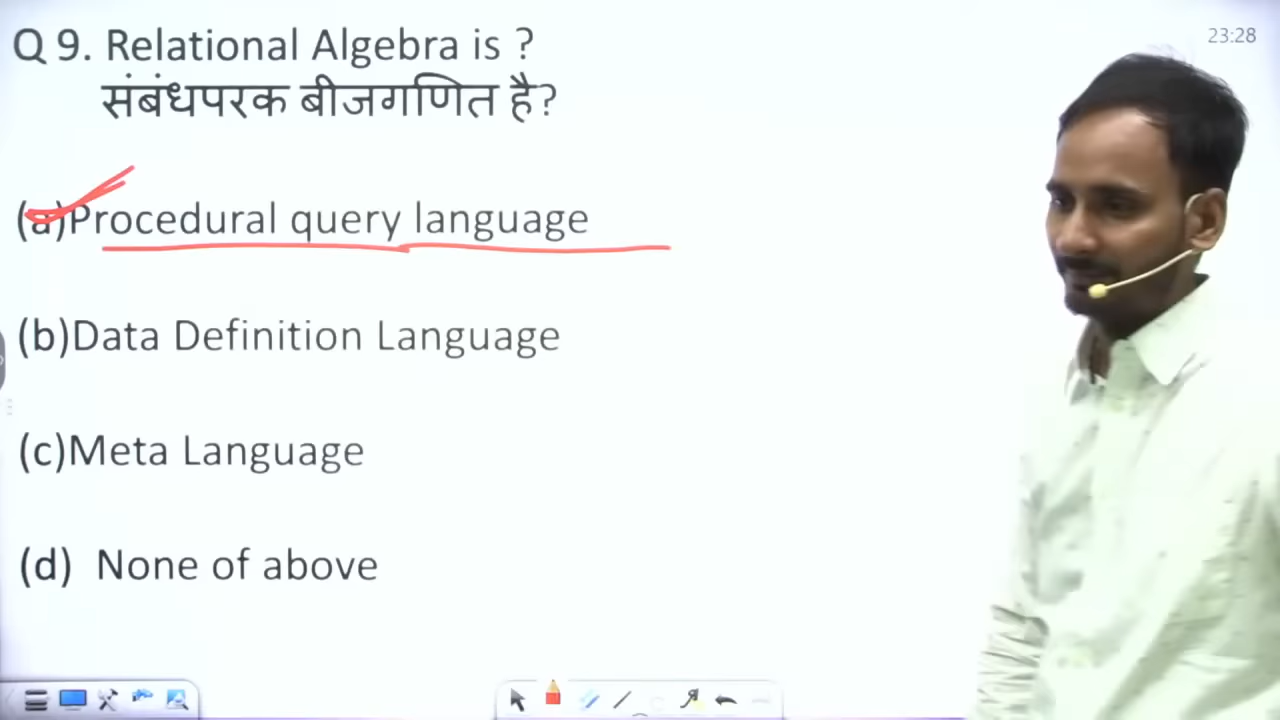 Q 9. Relational Algebra is ?
23:28
संबंधपरक बीजगणित है?
(a)Procedural query language
(b)Data Definition Language
(c)Meta Language
(d) None of above